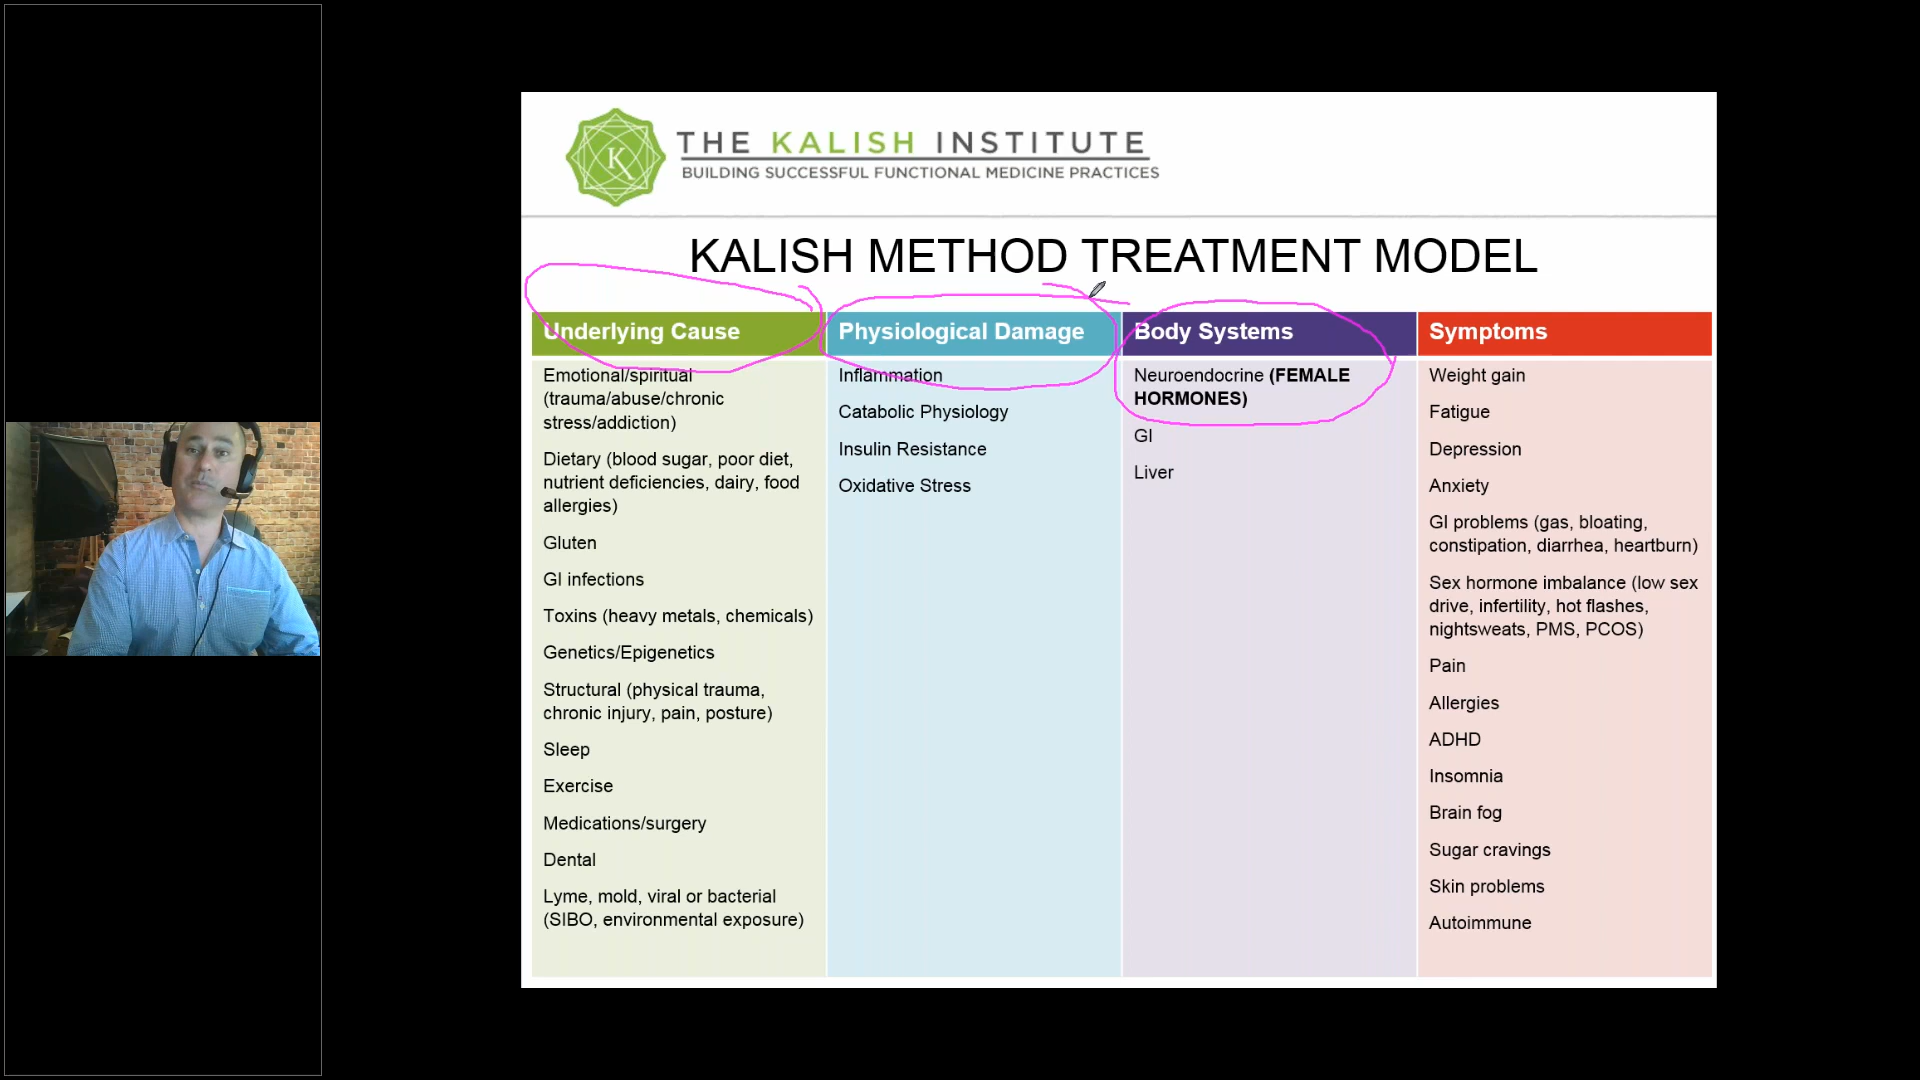 K
THE KALISH INSTITUTE
BUILDING SUCCESSFUL FUNCTIONAL MEDICINE PRACTICES
KALISH METHOD TREATMENT MODEL
Underlying Cause
Emotional/spiritual
(trauma/abuse/chronic
stress/addiction)
Dietary (blood sugar, poor diet,
nutrient deficiencies, dairy, food
allergies)
Gluten
GI infections
Toxins (heavy metals, chemicals)
Genetics/Epigenetics
Structural (physical trauma,
chronic injury, pain, posture)
Sleep
Exercise
Medications/surgery
Dental
Lyme, mold, viral or bacterial
(SIBO, environmental exposure)
Physiological Damage
Inflammation
Catabolic Physiology
Insulin Resistance
Oxidative Stress
Body Systems
Neuroendocrine (FEMALE
HORMONES)
GI
Liver
Symptoms
Weight gain
Fatigue
Depression
Anxiety
GI problems (gas, bloating,
constipation, diarrhea, heartburn)
Sex hormone imbalance (low sex
drive, infertility, hot flashes,
nightsweats, PMS, PCOS)
Pain
Allergies
ADHD
Insomnia
Brain fog
Sugar cravings
Skin problems
Autoimmune